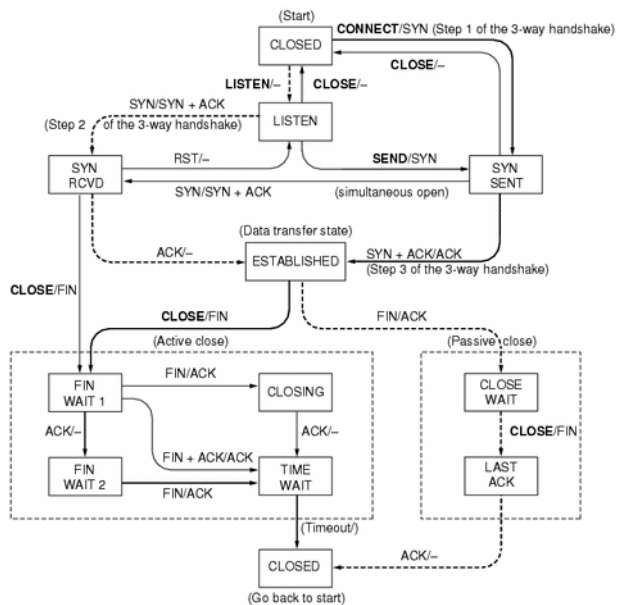 (Start)
CONNECT/SYN (Step 1 of the 3-way handshake)
CLOSED
CLOSE/–
LISTEN/–
CLOSE/–
SYN/SYN + ACK
(Step 2 of the 3-way handshake)
LISTEN
SYN
RCVD
RST/–
SEND/SYN
SYN
SENT
SYN/SYN + ACK
(simultaneous open)
(Data transfer state)
ACK/–
ESTABLISHED
SYN + ACK/ACK
(Step 3 of the 3-way handshake)
CLOSE/FIN
CLOSE/FIN
FIN/ACK
(Active close)
(Passive close)
FIN
WAIT 1
FIN/ACK
CLOSING
CLOSE
WAIT
ACK/–
ACK/–
CLOSE/FIN
FIN + ACK/ACK
FIN
WAIT 2
FIN/ACK
TIME
WAIT
LAST
ACK
(Timeout/)
CLOSED
ACK/–
(Go back to start)